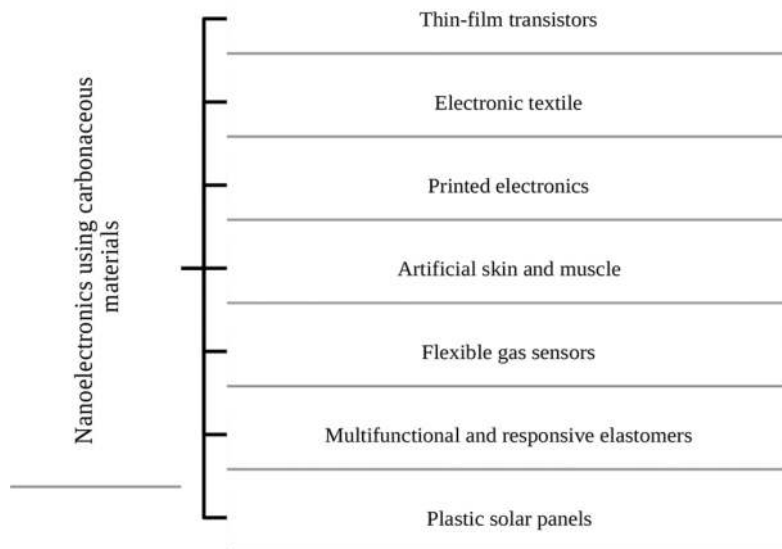 Nanoelectronics using carbonaceous
materials
Thin-film transistors
Electronic textile
Printed electronics
Artificial skin and muscle
Flexible gas sensors
Multifunctional and responsive elastomers
Plastic solar panels